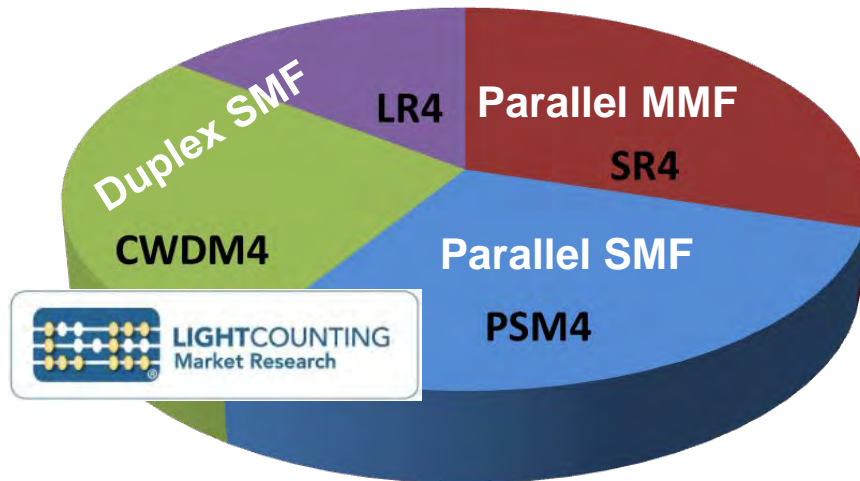 Duplex SMF
LR4
Parallel MMF
SR4
CWDM4
Parallel SMF
PSM4
LIGHTCOUNTING
Market Research
®